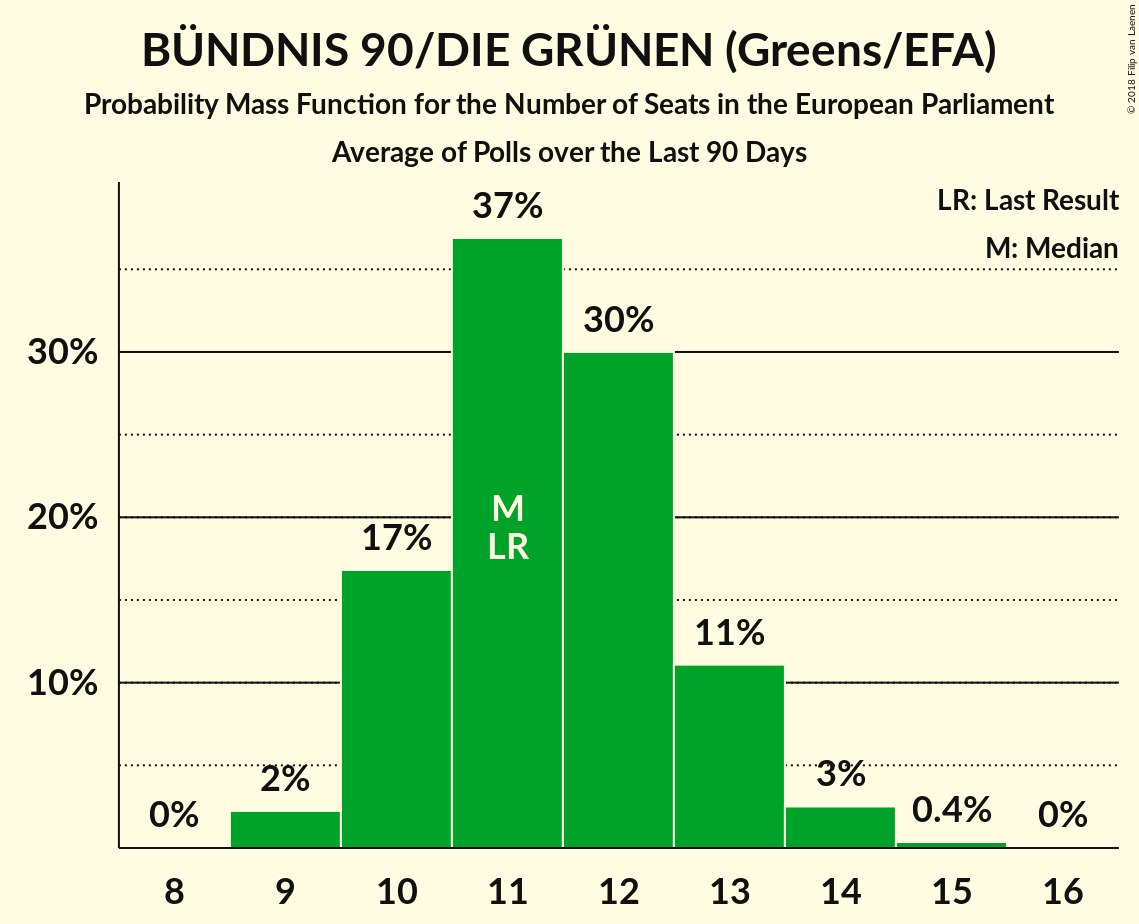 BÜNDNIS 90/DIE GRÜNEN (Greens/EFA)
Probability Mass Function for the Number of Seats in the European Parliament
Average of Polls over the Last 90 Days
© 2018 Filip van Laenen
LR: Last Result
M: Median
37%
30%
17%
11%
2%
3%
0%
0.4%
0%
M
LR
30%
20%
10%
8 9 10 11 12 13 14 15 16